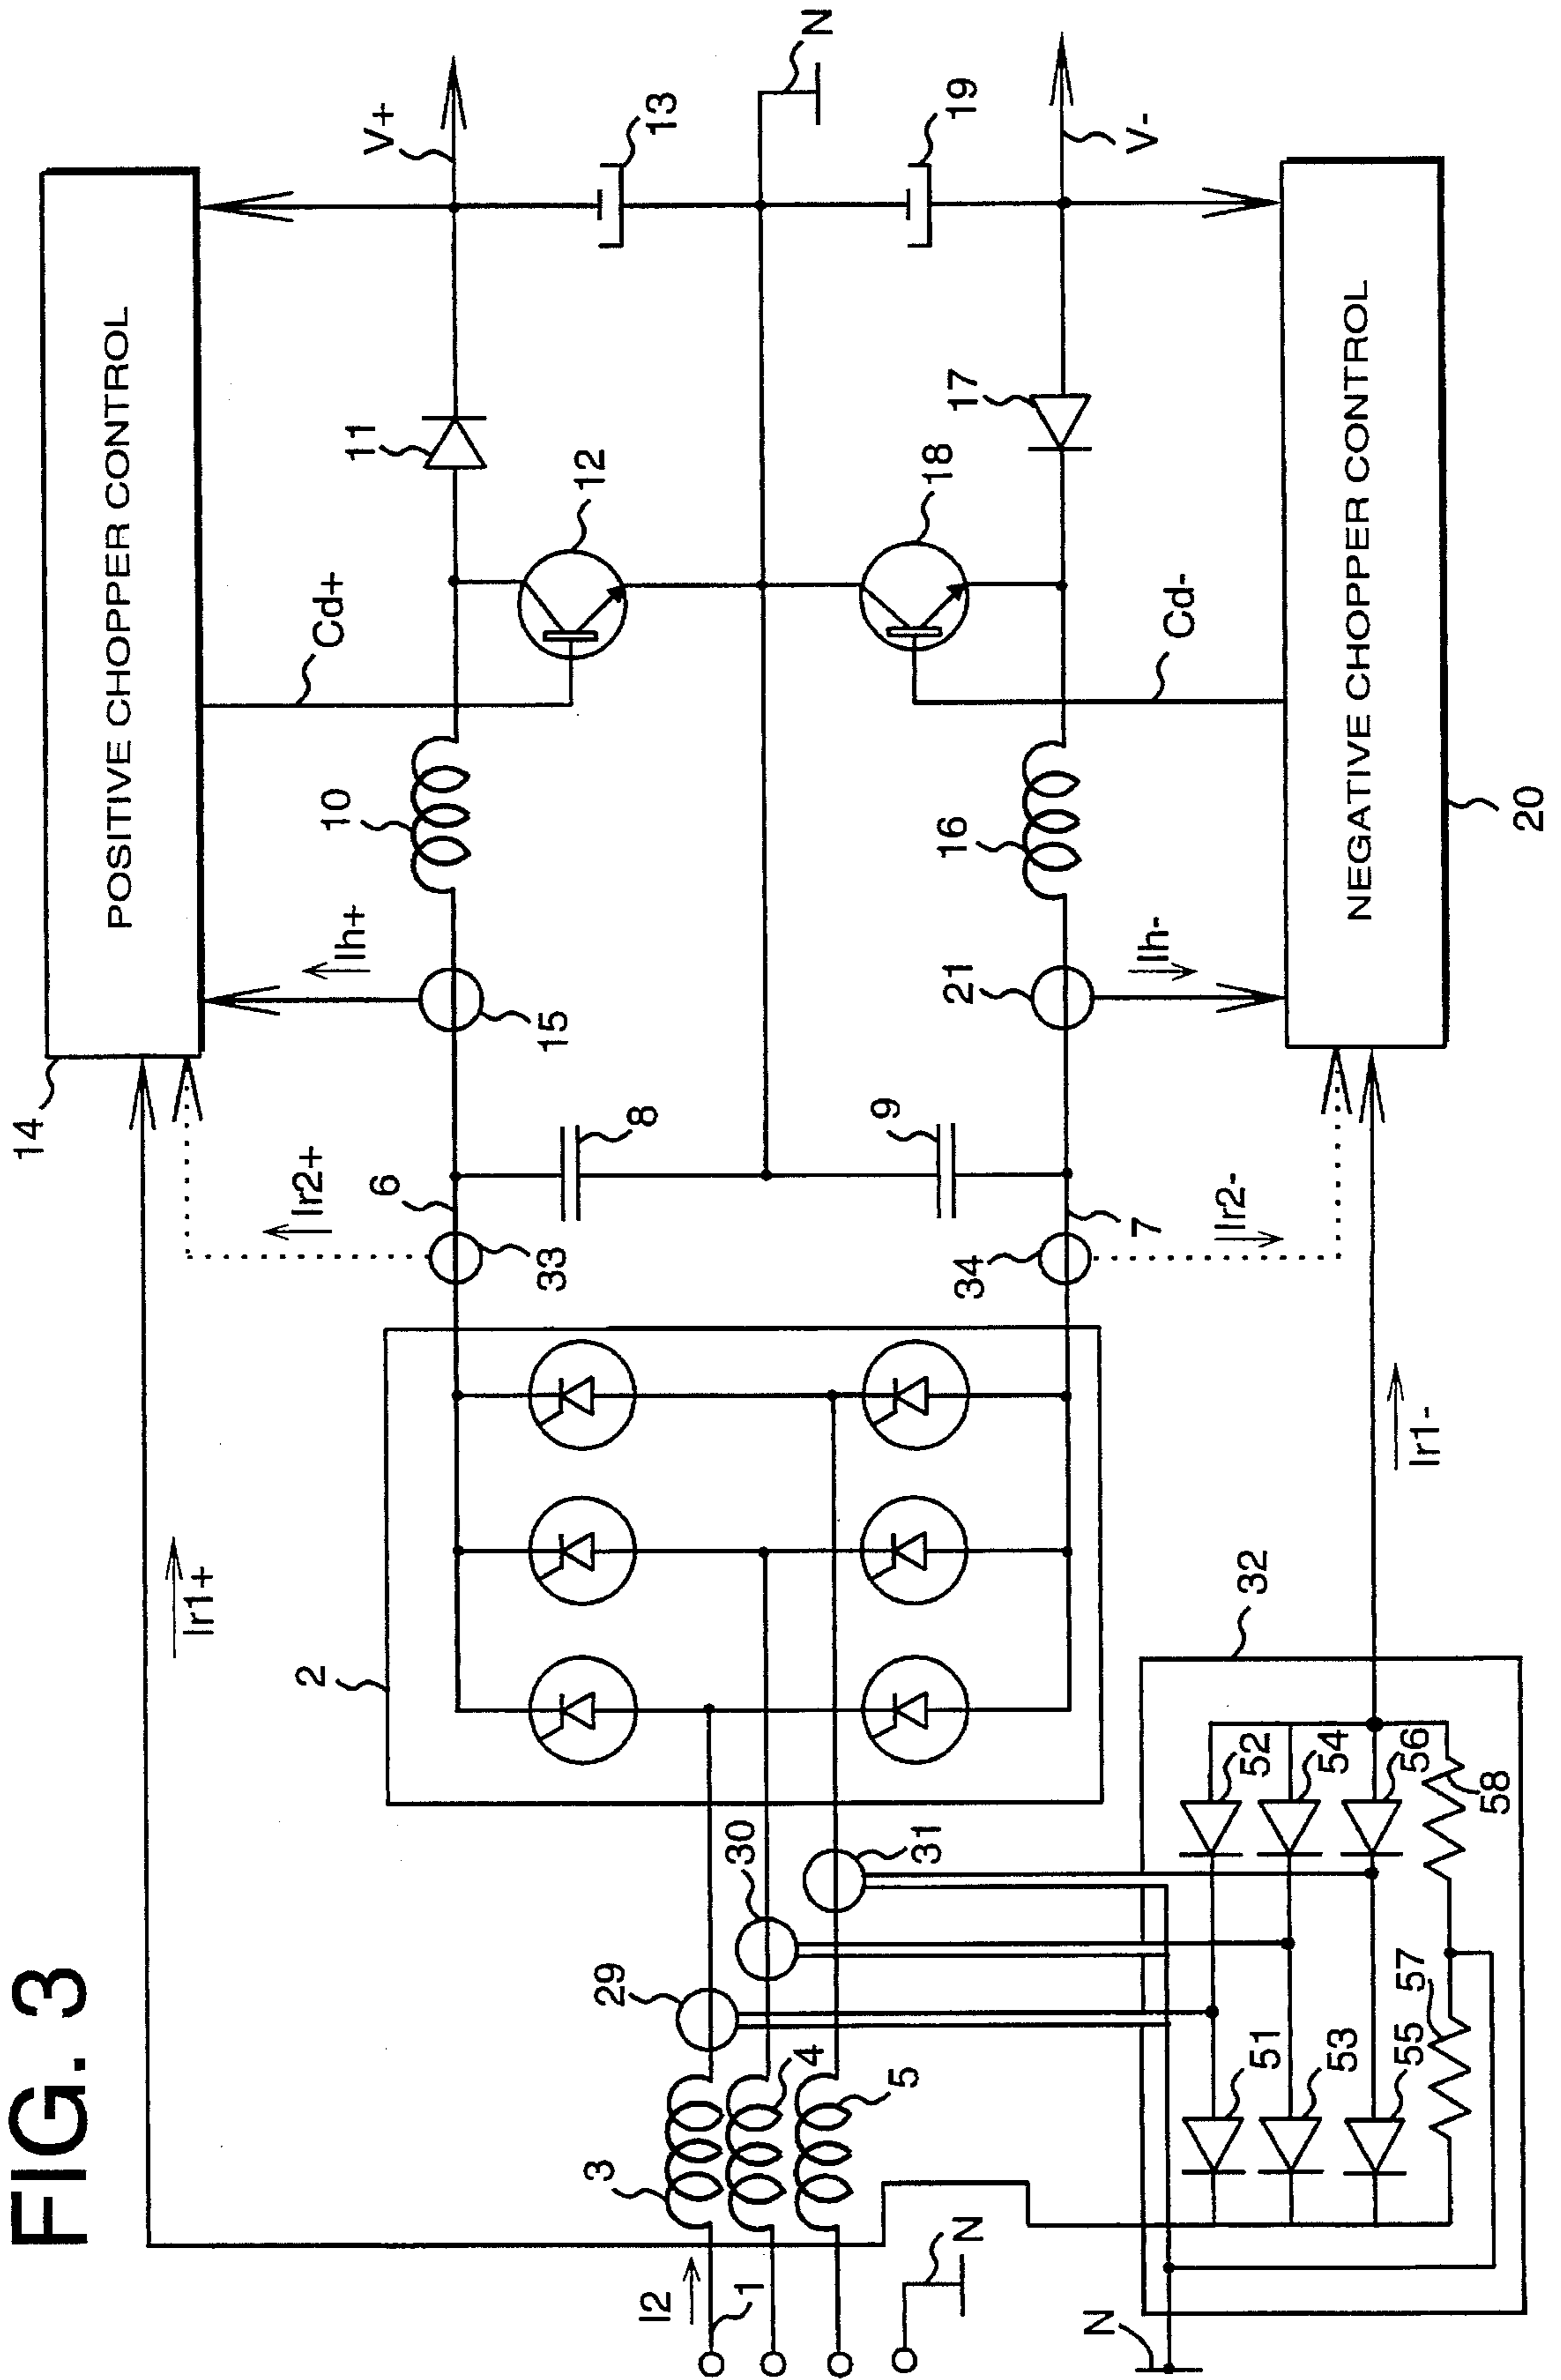 FIG. 3
POSITIVE CHOPPER CONTROL
14
Ir1+
Ir2+
Ih+
Cd+
V+
6
33
15
10
11
12
13
8
N
2
I2
1
3
4
5
29
30
31
N
9
34
7
21
16
18
17
19
V-
Ir2-
Ih-
Cd-
NEGATIVE CHOPPER CONTROL
20
Ir1-
32
N
51
52
53
54
55
56
57
58